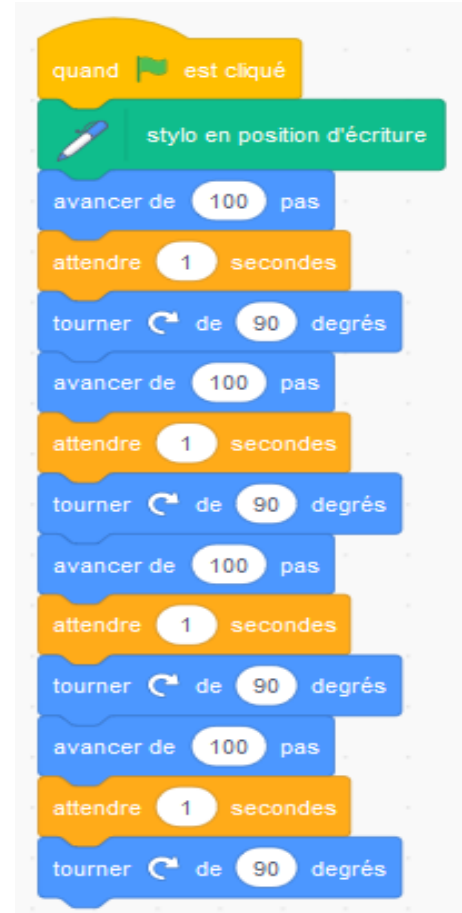 quand est cliqué
stylo en position d'écriture
avancer de 100 pas
attendre 1 secondes
tourner de 90 degrés
avancer de 100 pas
attendre 1 secondes
tourner de 90 degrés
avancer de 100 pas
attendre 1 secondes
tourner de 90 degrés
avancer de 100 pas
attendre 1 secondes
tourner de 90 degrés